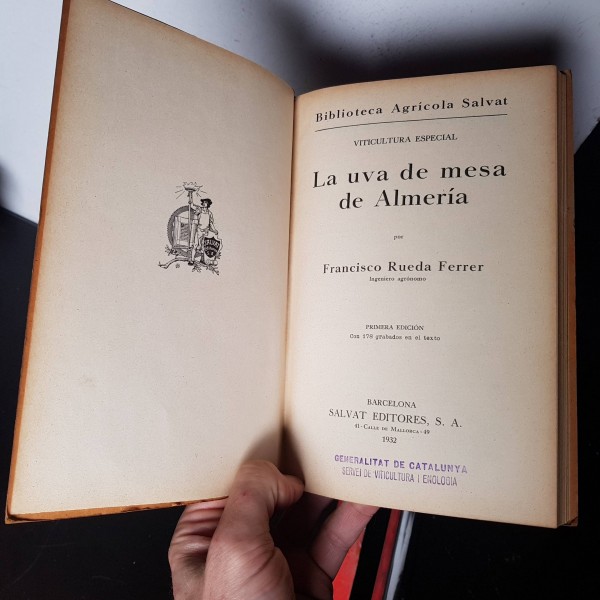 Biblioteca Agrícola Salvat
VITICULTURA ESPECIAL
La uva de mesa
de Almería
por
Francisco Rueda Ferrer
Ingeniero agrónomo
PRIMERA EDICIÓN
Con 179 grabados en el texto
BARCELONA
SALVAT EDITORES, S. A.
41-CALLE DE MALLORCA-49
1932
GENERALITAT DE CATALUNYA
SERVEI DE VITICULTURA I ENOLOGIA